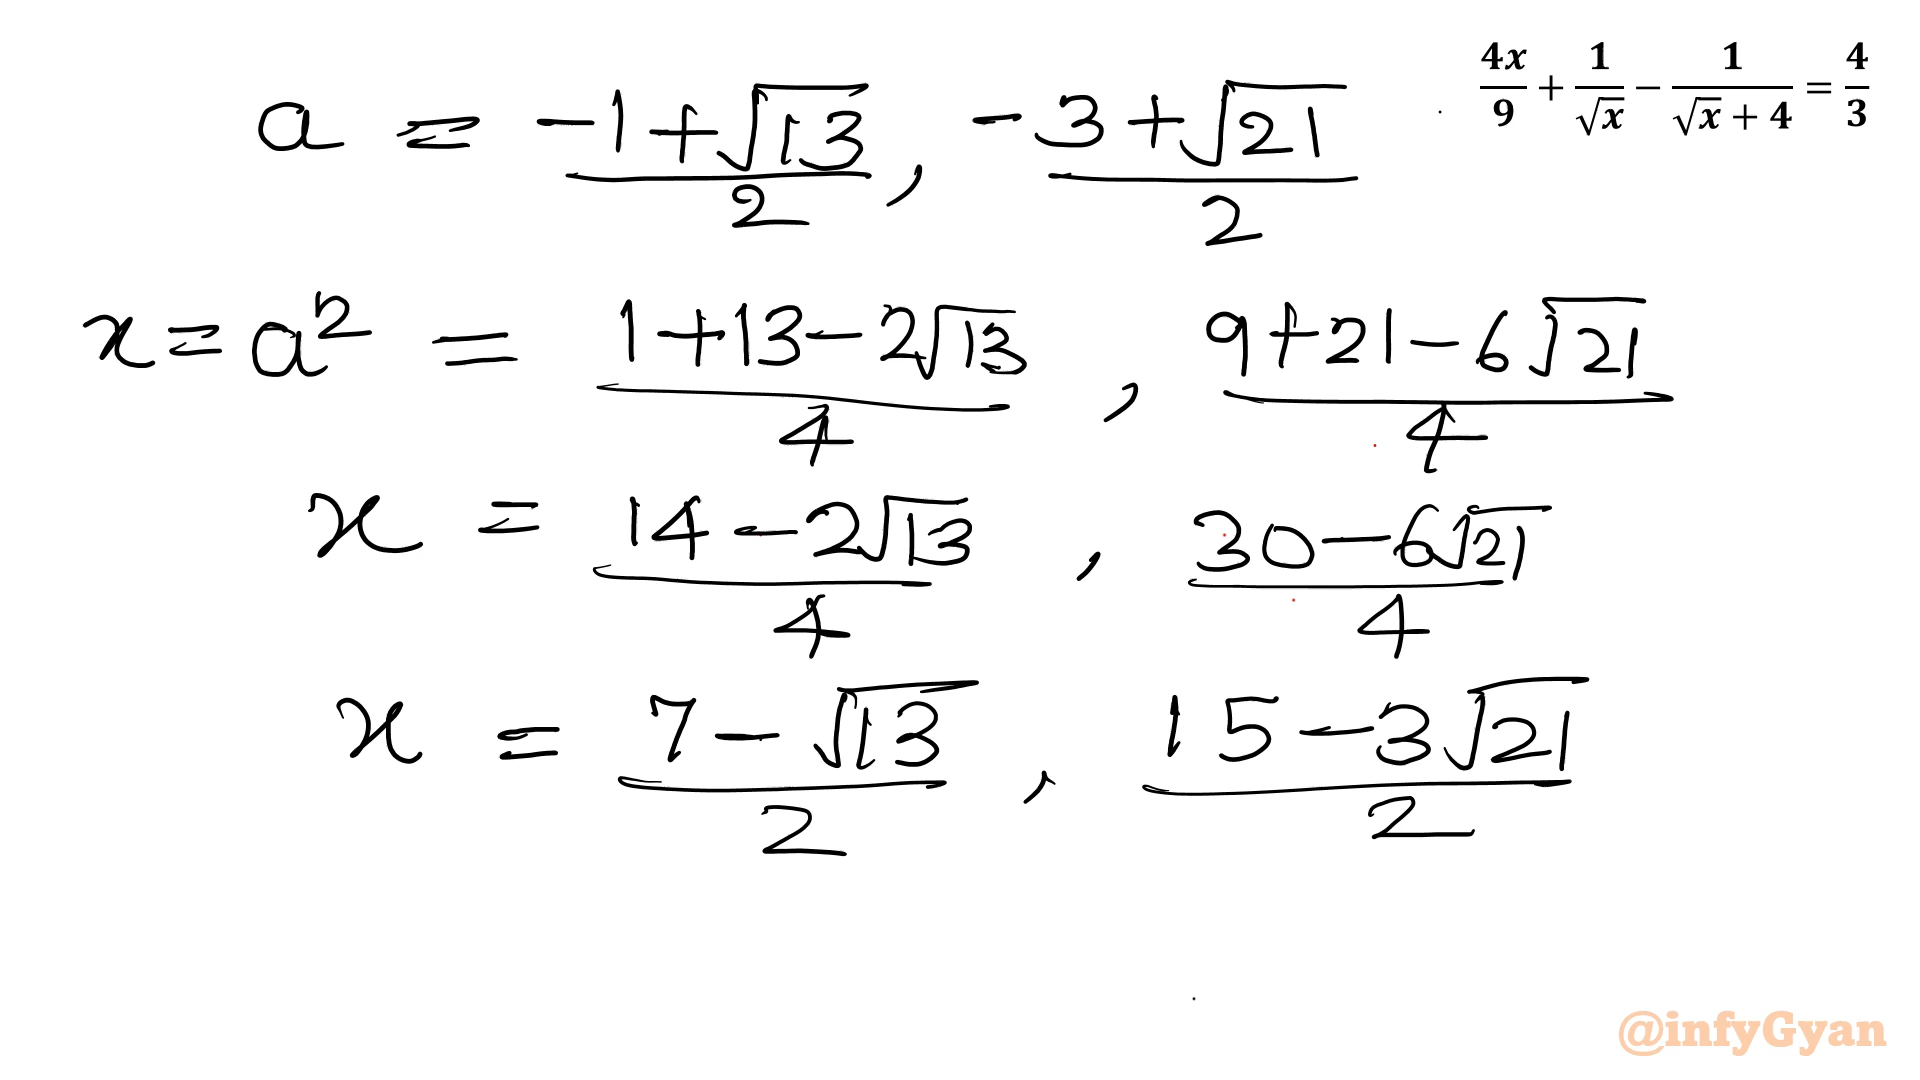 4x/9 + 1/√x − 1/(√x + 4) = 4/3
a = (−1+√13)/2 , (−3+√21)/2
x = a² = (1+13−2√13)/4 , (9+21−6√21)/4
x = (14−2√13)/4 , (30−6√21)/4
x = (7−√13)/2 , (15−3√21)/2
@infyGyan